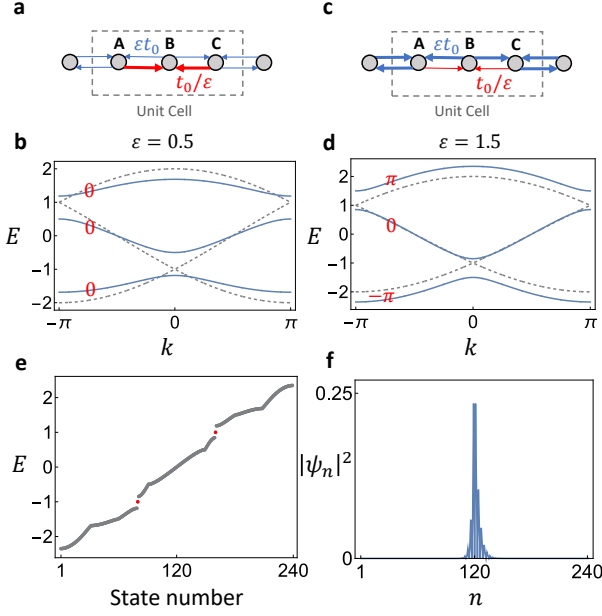 a
A B C
εt₀
t₀/ε
Unit Cell
c
A B C
εt₀
t₀/ε
Unit Cell
b
ε = 0.5
2
1
0
−1
−2
E
0
0
0
−π 0 π
k
d
ε = 1.5
2
1
0
−1
−2
E
π
0
−π
−π 0 π
k
e
2
1
0
−1
−2
E
1 120 240
State number
f
0.25
|ψₙ|²
0
1 120 240
n